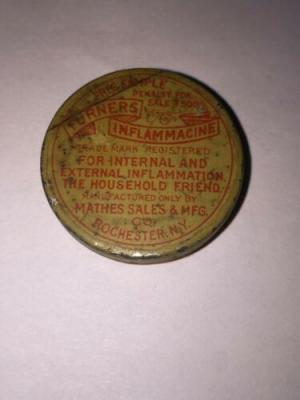 FREE SAMPLE
PENALTY FOR
SALE $500
TURNERS
INFLAMMACINE
TRADE MARK REGISTERED
FOR INTERNAL AND
EXTERNAL INFLAMMATION
THE HOUSEHOLD FRIEND
MANUFACTURED ONLY BY
MATHES SALES & MFG.
CO.
ROCHESTER, N.Y.